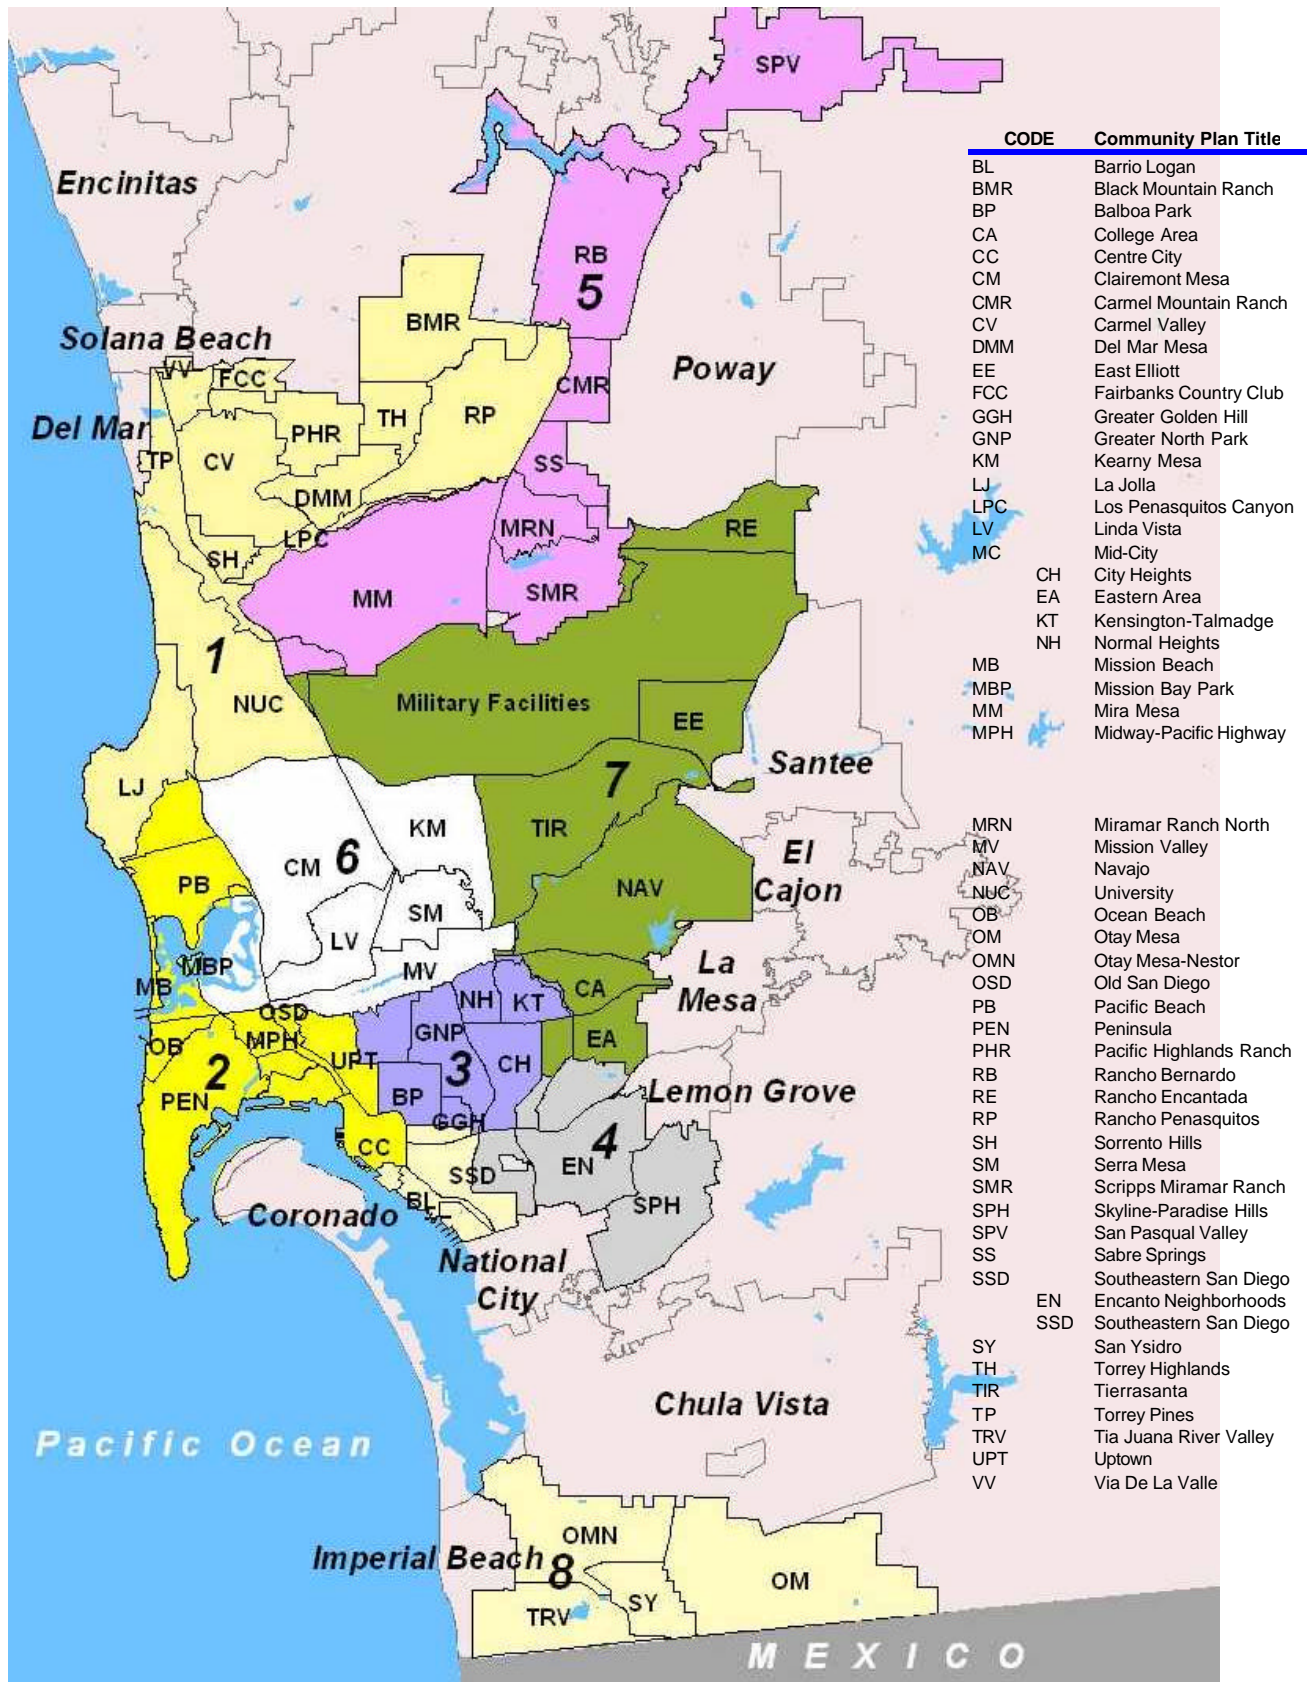 SPV
Encinitas
RB
5
BMR
Solana Beach
VV
FCC
CMR
Poway
Del Mar
TH
RP
PHR
TP
CV
SS
DMM
LPC
MRN
RE
SH
MM
SMR
1
NUC
Military Facilities
EE
Santee
7
LJ
KM
TIR
El
Cajon
CM
6
PB
NAV
SM
LV
MBP
MV
La
Mesa
MB
NH
KT
CA
OSD
OB
MPH
GNP
EA
UPT
2
3
CH
PEN
BP
Lemon Grove
GGH
CC
4
EN
SSD
BL
SPH
Coronado
National
City
Chula Vista
Pacific Ocean
OMN
Imperial Beach
8
OM
SY
TRV
MEXICO
CODE Community Plan Title
BL Barrio Logan
BMR Black Mountain Ranch
BP Balboa Park
CA College Area
CC Centre City
CM Clairemont Mesa
CMR Carmel Mountain Ranch
CV Carmel Valley
DMM Del Mar Mesa
EE East Elliott
FCC Fairbanks Country Club
GGH Greater Golden Hill
GNP Greater North Park
KM Kearny Mesa
LJ La Jolla
LPC Los Penasquitos Canyon
LV Linda Vista
MC Mid-City
CH City Heights
EA Eastern Area
KT Kensington-Talmadge
NH Normal Heights
MB Mission Beach
MBP Mission Bay Park
MM Mira Mesa
MPH Midway-Pacific Highway
MRN Miramar Ranch North
MV Mission Valley
NAV Navajo
NUC University
OB Ocean Beach
OM Otay Mesa
OMN Otay Mesa-Nestor
OSD Old San Diego
PB Pacific Beach
PEN Peninsula
PHR Pacific Highlands Ranch
RB Rancho Bernardo
RE Rancho Encantada
RP Rancho Penasquitos
SH Sorrento Hills
SM Serra Mesa
SMR Scripps Miramar Ranch
SPH Skyline-Paradise Hills
SPV San Pasqual Valley
SS Sabre Springs
SSD Southeastern San Diego
EN Encanto Neighborhoods
SSD Southeastern San Diego
SY San Ysidro
TH Torrey Highlands
TIR Tierrasanta
TP Torrey Pines
TRV Tia Juana River Valley
UPT Uptown
VV Via De La Valle